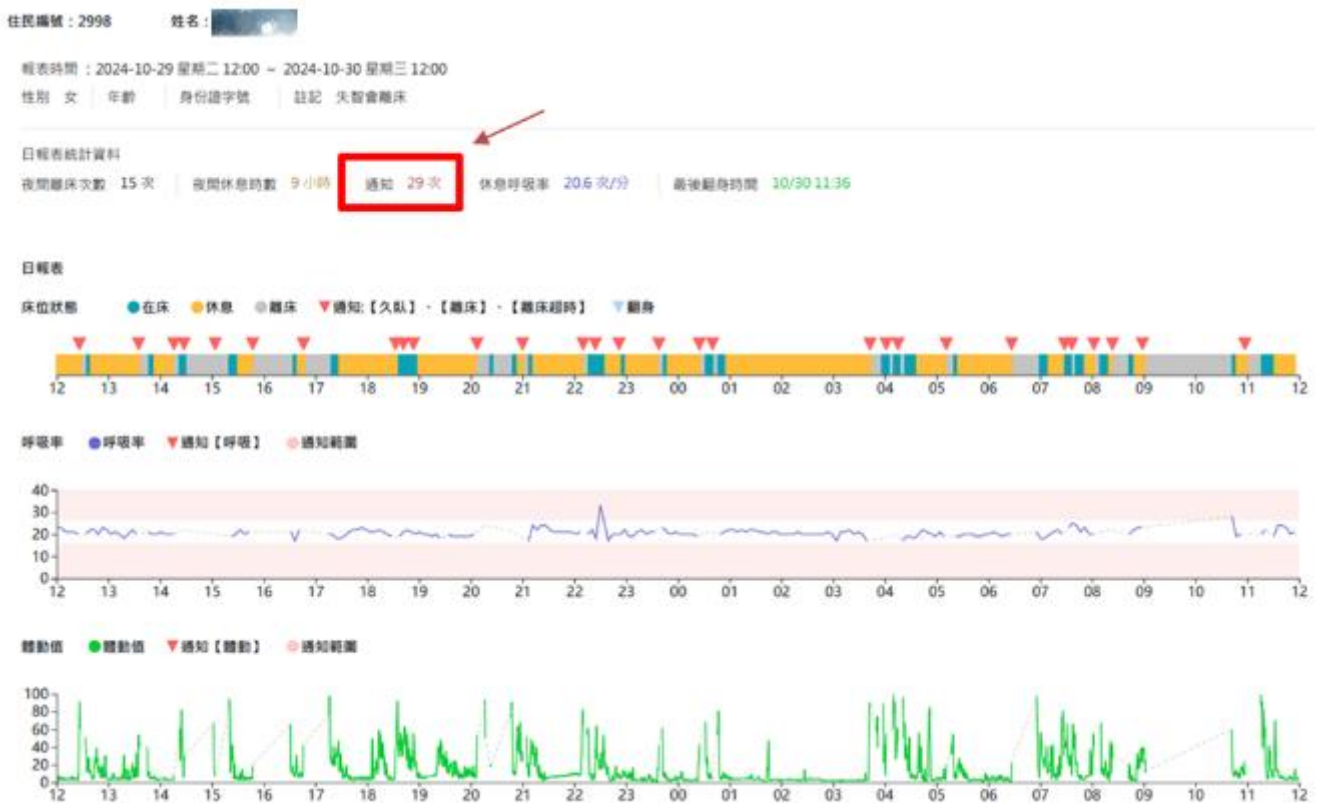 住民編號：2998 姓名：
報表時間 ：2024-10-29 星期二 12:00 ~ 2024-10-30 星期三 12:00
性別 女 年齡 身份證字號 註記 失智會離床
日報表統計資料
夜間離床次數 15 次 夜間休息時數 9 小時 通知 29 次 休息呼吸率 20.6 次/分 最後翻身時間 10/30 11:36
日報表
床位狀態 在床 休息 離床 通知:【久臥】、【離床】、【離床超時】 翻身
12 13 14 15 16 17 18 19 20 21 22 23 00 01 02 03 04 05 06 07 08 09 10 11 12
呼吸率 呼吸率 通知【呼吸】 通知範圍
40
30
20
10
0
12 13 14 15 16 17 18 19 20 21 22 23 00 01 02 03 04 05 06 07 08 09 10 11 12
體動值 體動值 通知【體動】 通知範圍
100
80
60
40
20
0
12 13 14 15 16 17 18 19 20 21 22 23 00 01 02 03 04 05 06 07 08 09 10 11 12